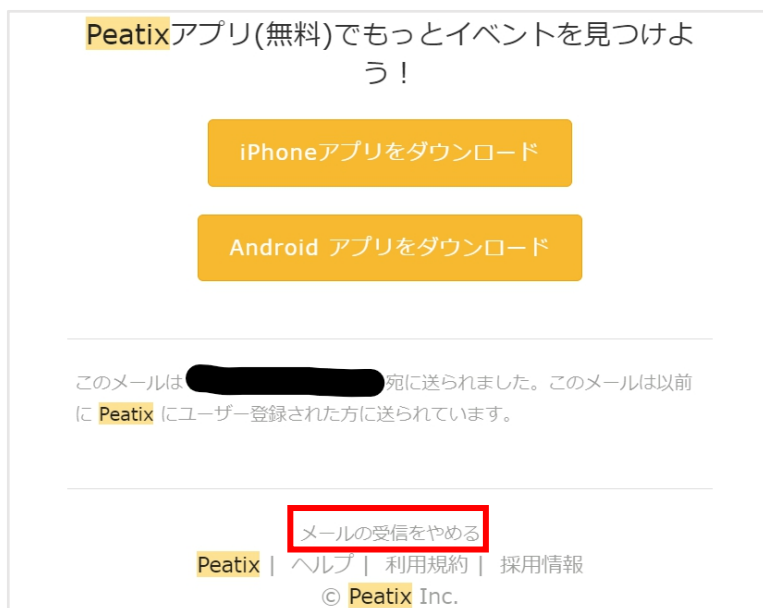 Peatixアプリ(無料)でもっとイベントを見つけよ
う！
iPhoneアプリをダウンロード
Android アプリをダウンロード
このメールは 宛に送られました。このメールは以前
に Peatix にユーザー登録された方に送られています。
メールの受信をやめる
Peatix | ヘルプ | 利用規約 | 採用情報
© Peatix Inc.